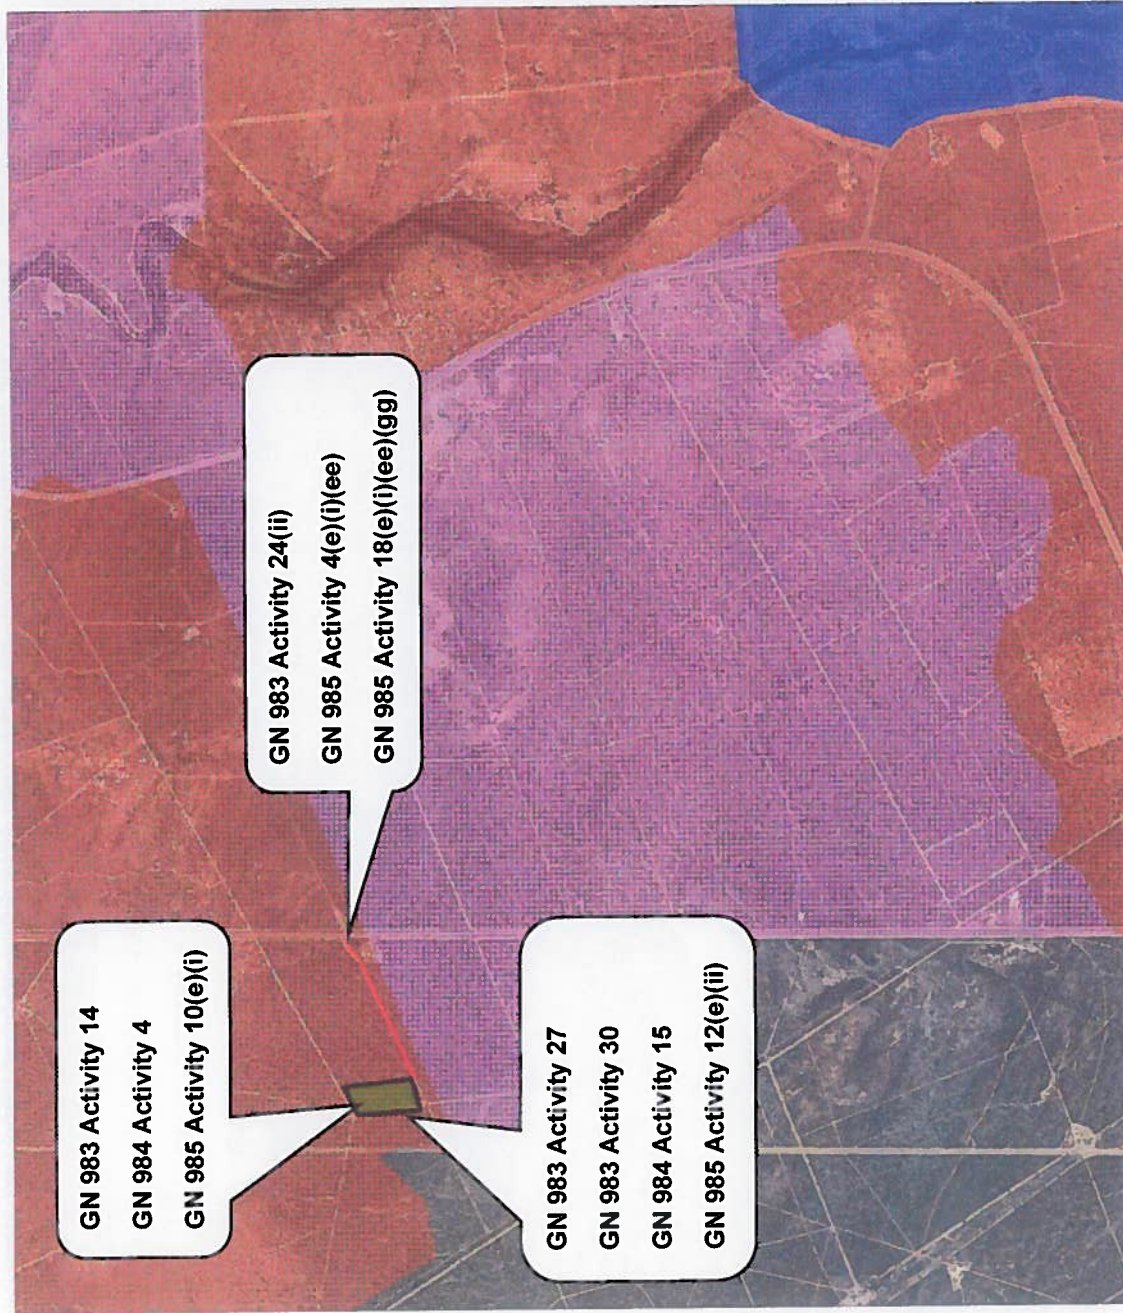 GN 983 Activity 14
GN 984 Activity 4
GN 985 Activity 10(e)(i)
GN 983 Activity 27
GN 983 Activity 30
GN 984 Activity 15
GN 985 Activity 12(e)(ii)
GN 983 Activity 24(ii)
GN 985 Activity 4(e)(i)(ee)
GN 985 Activity 18(e)(i)(ee)(gg)